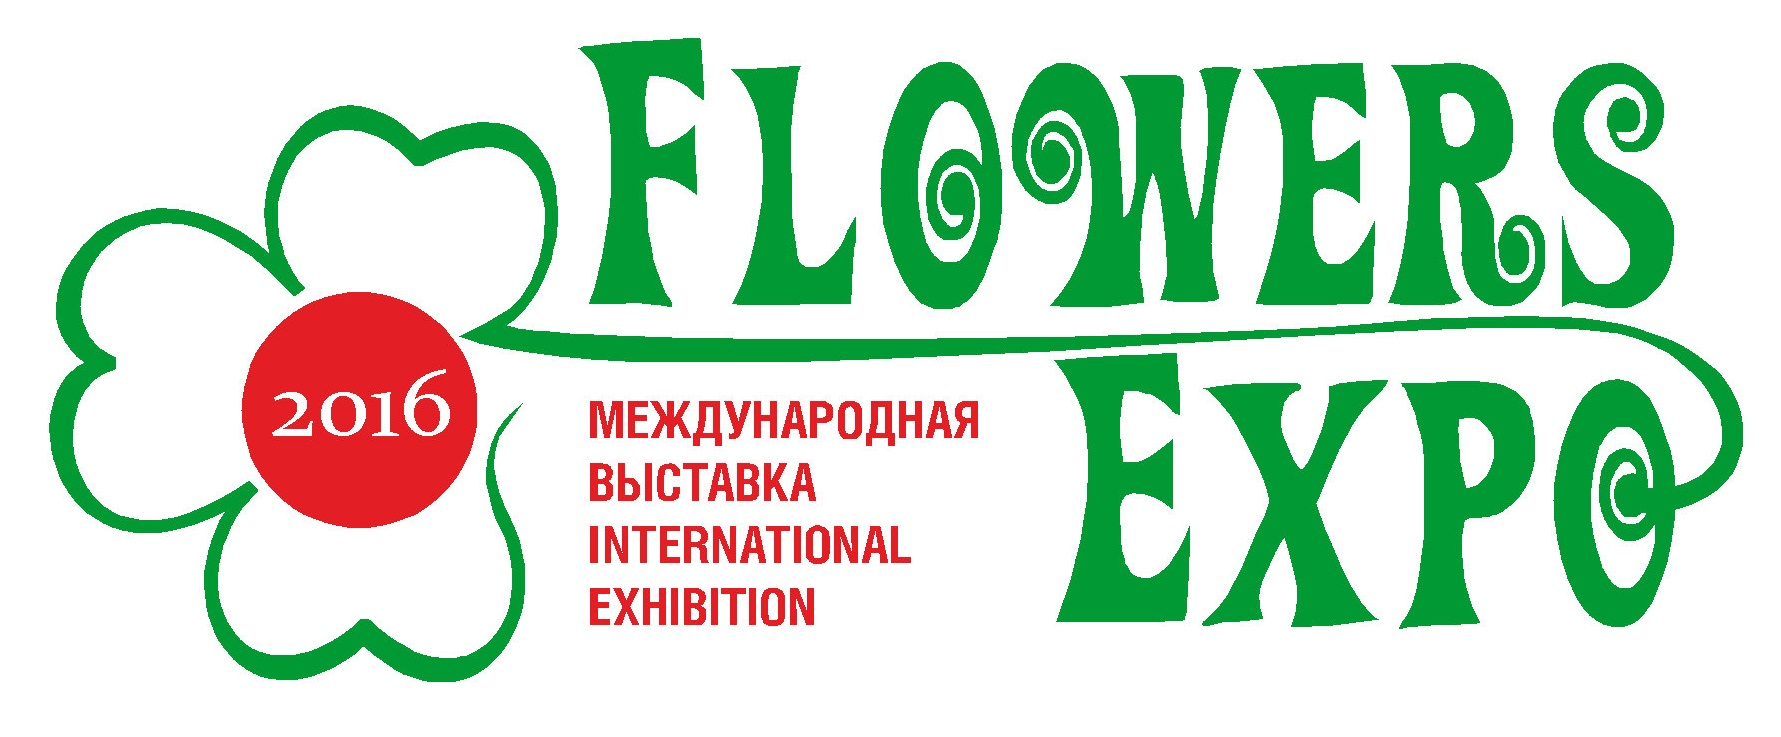 FLOWERS
EXPO
2016
МЕЖДУНАРОДНАЯ
ВЫСТАВКА
INTERNATIONAL
EXHIBITION